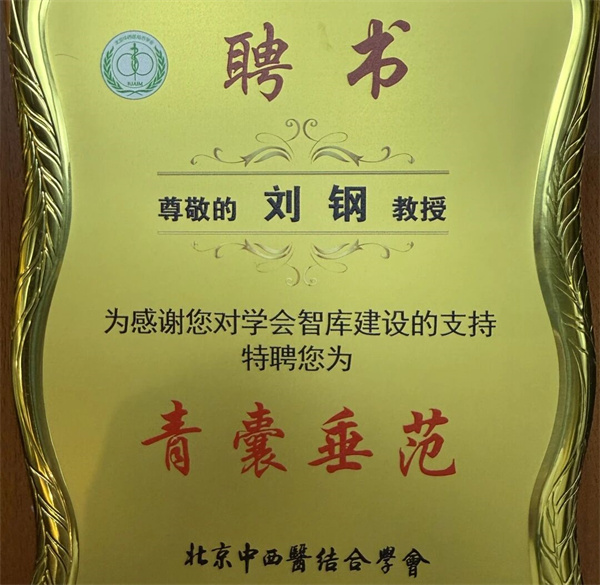 聘书
尊敬的 刘钢 教授
为感谢您对学会智库建设的支持
特聘您为
青囊垂范
北京中西醫结合學會